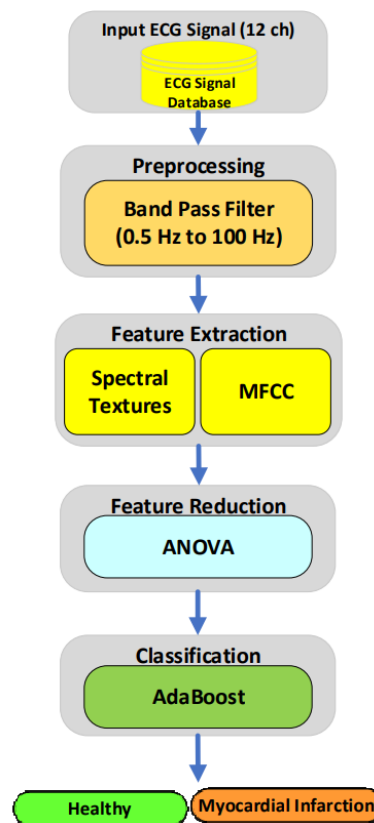 Input ECG Signal (12 ch)
ECG Signal
Database
Preprocessing
Band Pass Filter
(0.5 Hz to 100 Hz)
Feature Extraction
Spectral
Textures
MFCC
Feature Reduction
ANOVA
Classification
AdaBoost
Healthy
Myocardial Infarction